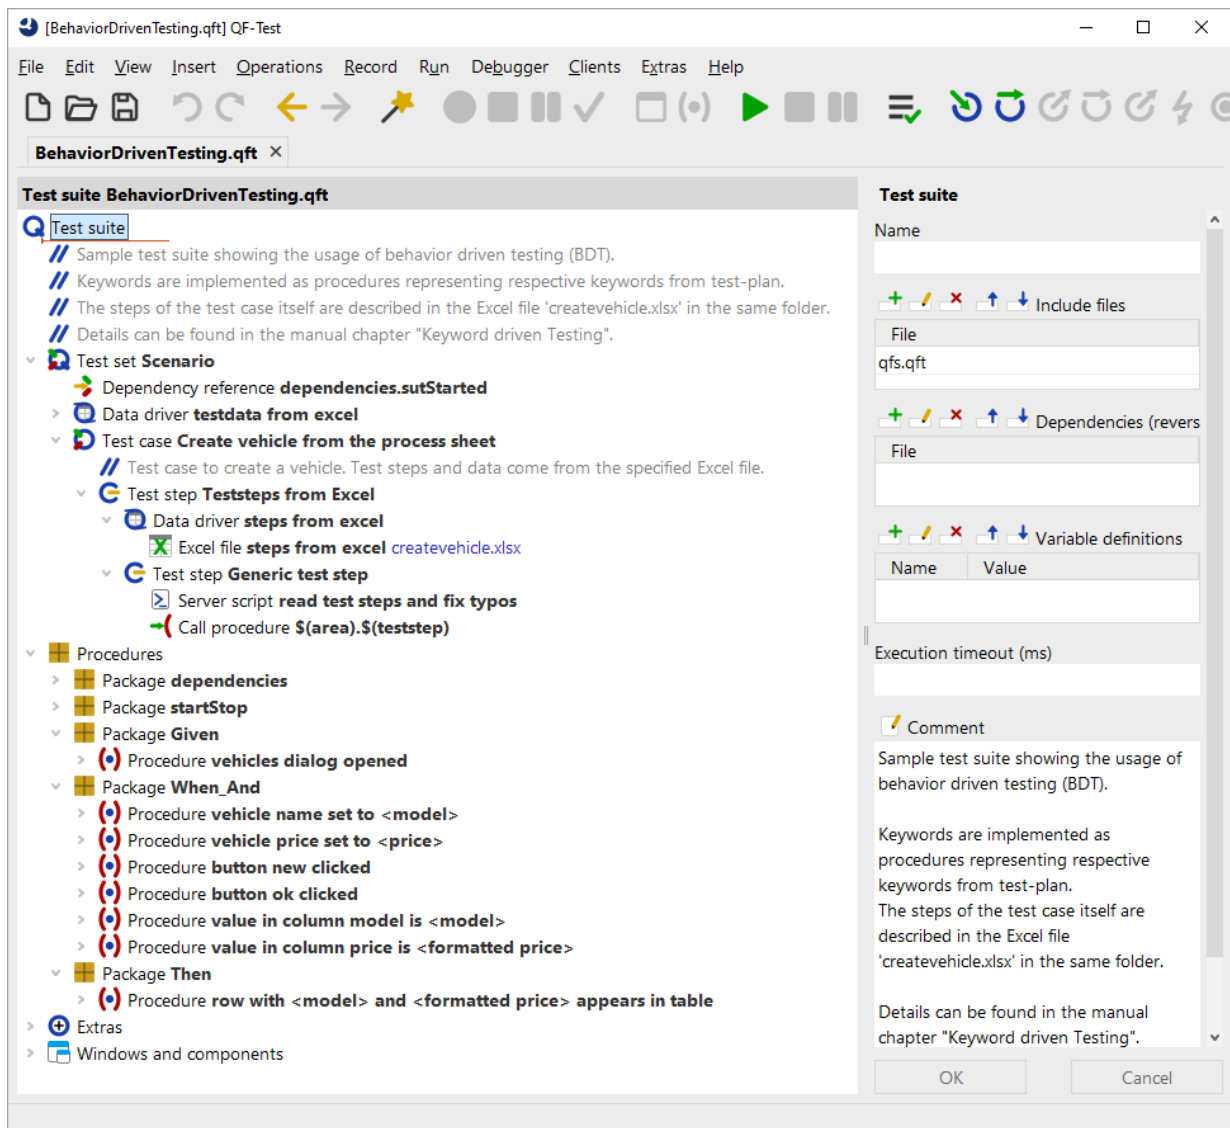 [BehaviorDrivenTesting.qft] QF-Test
File Edit View Insert Operations Record Run Debugger Clients Extras Help
BehaviorDrivenTesting.qft
Test suite BehaviorDrivenTesting.qft
Test suite
// Sample test suite showing the usage of behavior driven testing (BDT).
// Keywords are implemented as procedures representing respective keywords from test-plan.
// The steps of the test case itself are described in the Excel file 'createvehicle.xlsx' in the same folder.
// Details can be found in the manual chapter "Keyword driven Testing".
Test set Scenario
Dependency reference dependencies.sutStarted
Data driver testdata from excel
Test case Create vehicle from the process sheet
// Test case to create a vehicle. Test steps and data come from the specified Excel file.
Test step Teststeps from Excel
Data driver steps from excel
Excel file steps from excel createvehicle.xlsx
Test step Generic test step
Server script read test steps and fix typos
Call procedure $(area).$(teststep)
Procedures
Package dependencies
Package startStop
Package Given
Procedure vehicles dialog opened
Package When_And
Procedure vehicle name set to <model>
Procedure vehicle price set to <price>
Procedure button new clicked
Procedure button ok clicked
Procedure value in column model is <model>
Procedure value in column price is <formatted price>
Package Then
Procedure row with <model> and <formatted price> appears in table
Extras
Windows and components
Test suite
Name
Include files
File
qfs.qft
Dependencies (revers
File
Variable definitions
Name Value
Execution timeout (ms)
Comment
Sample test suite showing the usage of
behavior driven testing (BDT).
Keywords are implemented as
procedures representing respective
keywords from test-plan.
The steps of the test case itself are
described in the Excel file
'createvehicle.xlsx' in the same folder.
Details can be found in the manual
chapter "Keyword driven Testing".
OK Cancel